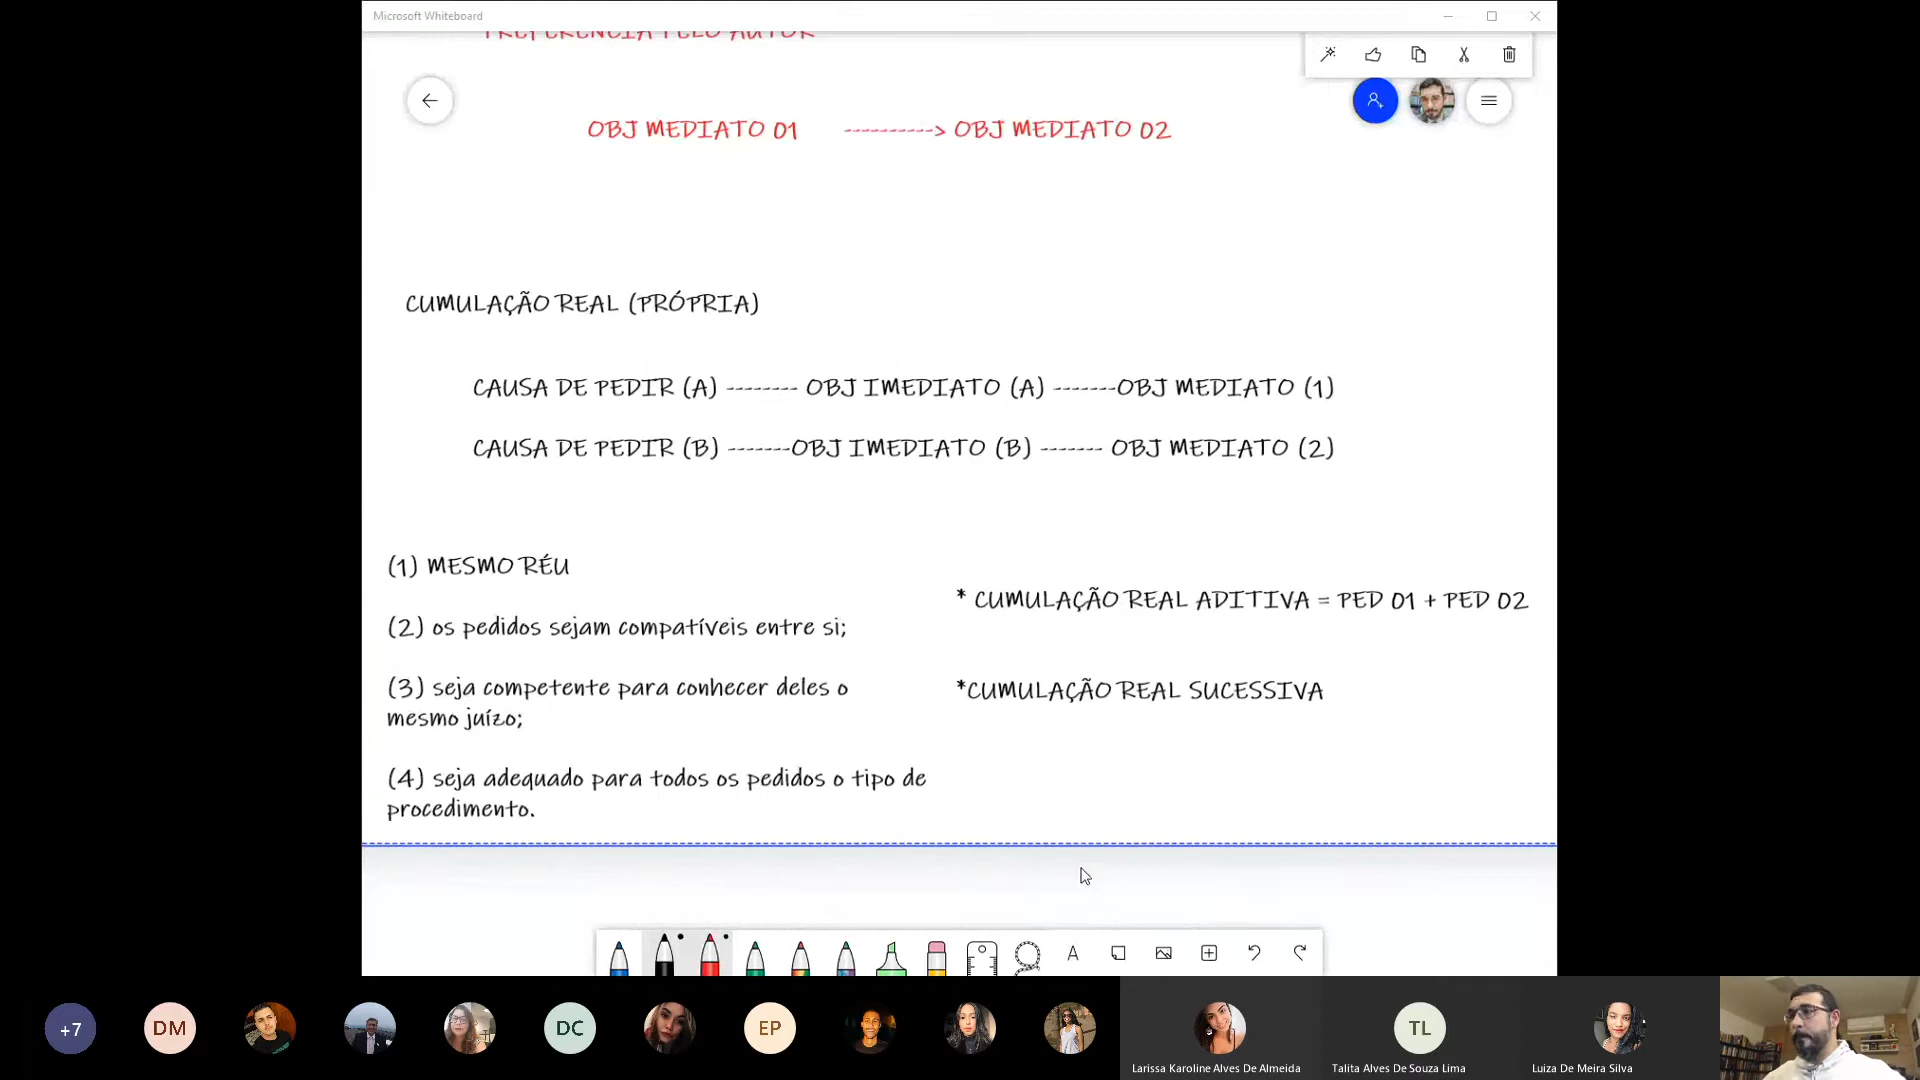 Microsoft Whiteboard
PREFERÊNCIA PELO AUTOR
OBJ MEDIATO 01 ----------> OBJ MEDIATO 02
CUMULAÇÃO REAL (PRÓPRIA)
CAUSA DE PEDIR (A) -------- OBJ IMEDIATO (A) -------OBJ MEDIATO (1)
CAUSA DE PEDIR (B) -------OBJ IMEDIATO (B) ------- OBJ MEDIATO (2)
(1) MESMO RÉU
(2) os pedidos sejam compatíveis entre si;
(3) seja competente para conhecer deles o
mesmo juízo;
(4) seja adequado para todos os pedidos o tipo de
procedimento.
* CUMULAÇÃO REAL ADITIVA = PED 01 + PED 02
*CUMULAÇÃO REAL SUCESSIVA
A
+7
DM
DC
EP
TL
Larissa Karoline Alves De Almeida
Talita Alves De Souza Lima
Luiza De Meira Silva